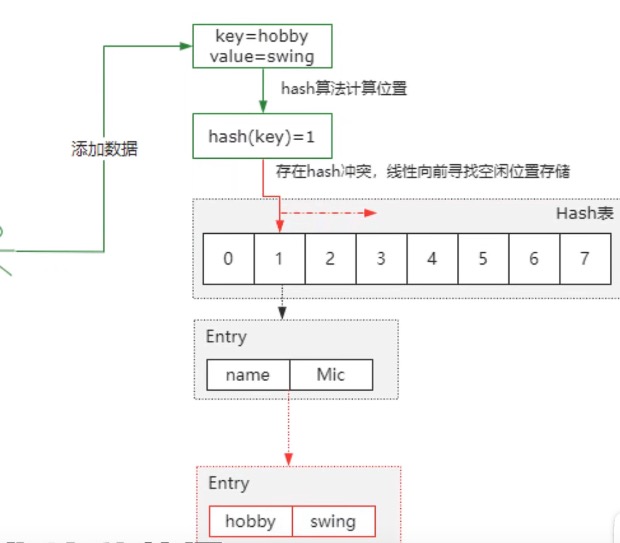 key=hobby
value=swing
hash算法计算位置
hash(key)=1
添加数据
存在hash冲突，线性向前寻找空闲位置存储
Hash表
0 1 2 3 4 5 6 7
Entry
name Mic
Entry
hobby swing